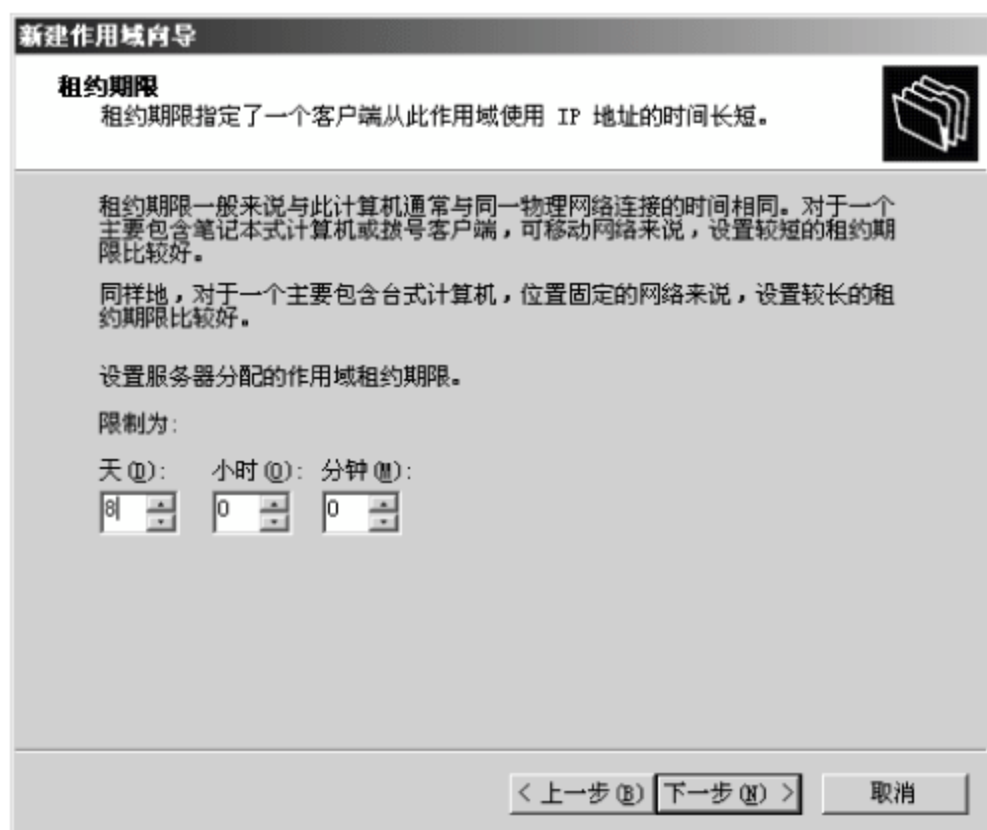 新建作用域向导
租约期限
租约期限指定了一个客户端从此作用域使用 IP 地址的时间长短。
租约期限一般来说与此计算机通常与同一物理网络连接的时间相同。对于一个
主要包含笔记本式计算机或拨号客户端，可移动网络来说，设置较短的租约期
限比较好。
同样地，对于一个主要包含台式计算机，位置固定的网络来说，设置较长的租
约期限比较好。
设置服务器分配的作用域租约期限。
限制为:
天(D): 小时(O): 分钟(M):
8 0 0
< 上一步(B) 下一步(N) > 取消